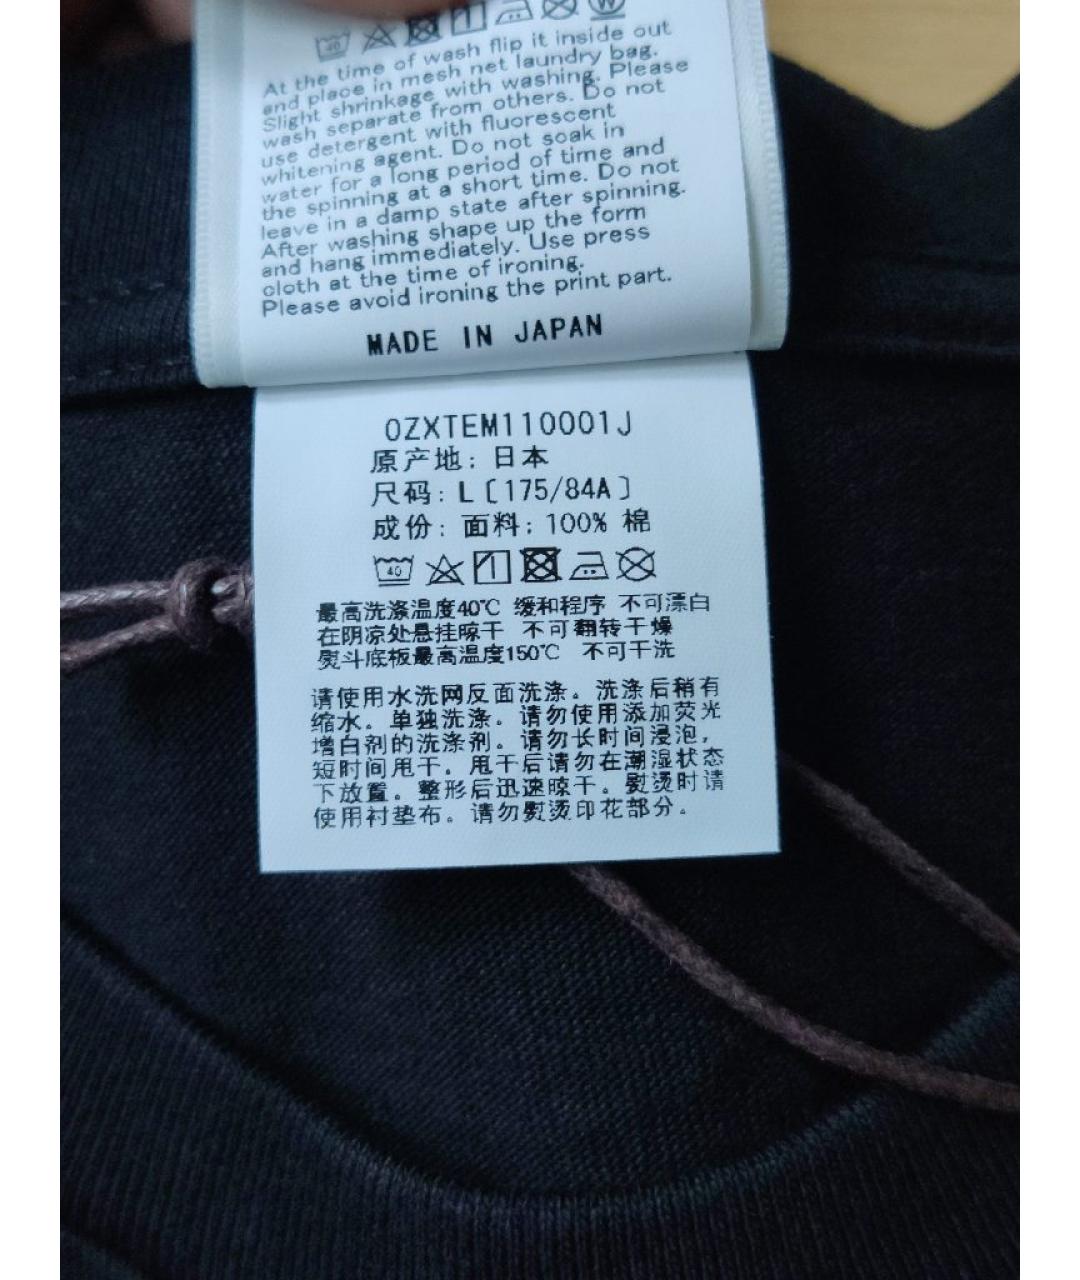 At the time of wash flip it inside out
and place in mesh net laundry bag.
Slight shrinkage with washing. Please
wash separate from others. Do not
use detergent with fluorescent
whitening agent. Do not soak in
water for a long period of time and
the spinning at a short time. Do not
leave in a damp state after spinning.
After washing shape up the form
and hang immediately. Use press
cloth at the time of ironing.
Please avoid ironing the print part.
MADE IN JAPAN
OZXTEM110001J
原产地: 日本
尺码: L〔175/84A〕
成份: 面料: 100% 棉
40
最高洗涤温度40℃ 缓和程序 不可漂白
在阴凉处悬挂晾干 不可翻转干燥
熨斗底板最高温度150℃ 不可干洗
请使用水洗网反面洗涤。洗涤后稍有
缩水。单独洗涤。请勿使用添加荧光
增白剂的洗涤剂。请勿长时间浸泡,
短时间甩干。甩干后请勿在潮湿状态
下放置。整形后迅速晾干。熨烫时请
使用衬垫布。请勿熨烫印花部分。